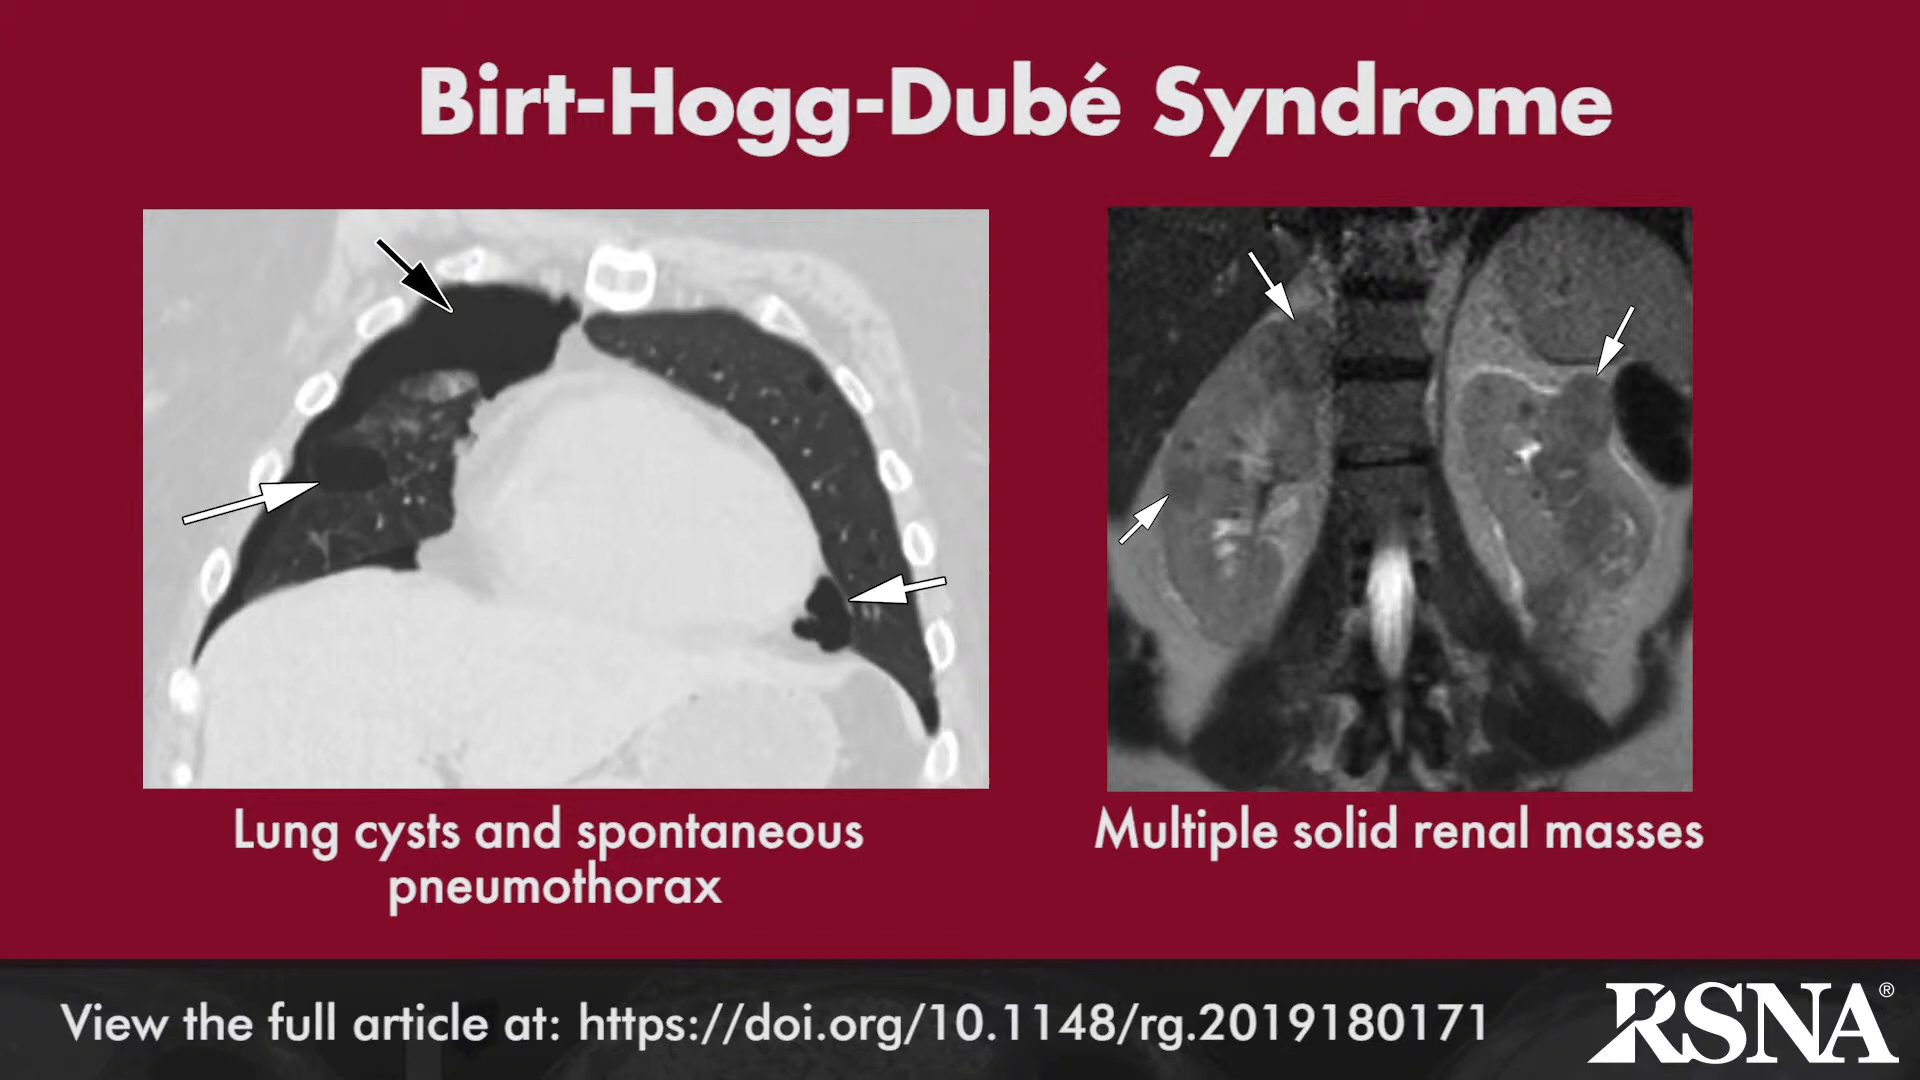 Birt-Hogg-Dubé Syndrome
Lung cysts and spontaneous
pneumothorax
Multiple solid renal masses
View the full article at: https://doi.org/10.1148/rg.2019180171
RSNA®